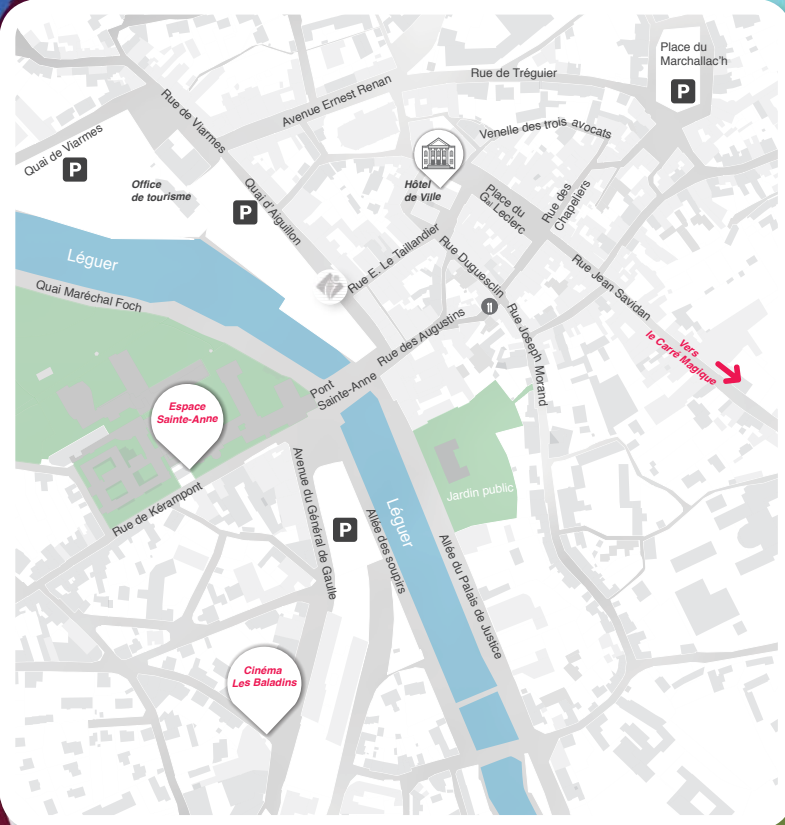 Place du
Marchallac'h
P
Rue de Tréguier
Avenue Ernest Renan
Rue de Viarmes
Venelle des trois avocats
Quai de Viarmes
P
Office
de tourisme
P
Quai d'Aiguillon
Hôtel
de Ville
Place du
Gal Leclerc
Rue des
Chapeliers
Rue E. Le Taillandier
Rue Duguesclin
Léguer
Quai Maréchal Foch
Rue Jean Savidan
Rue des Augustins
Rue Joseph Morand
Vers
le Carré Magique
Pont
Sainte-Anne
Espace
Sainte-Anne
Rue de Kérampont
Avenue du Général de Gaulle
P
Allée des soupirs
Léguer
Jardin public
Allée du Palais de Justice
Cinéma
Les Baladins